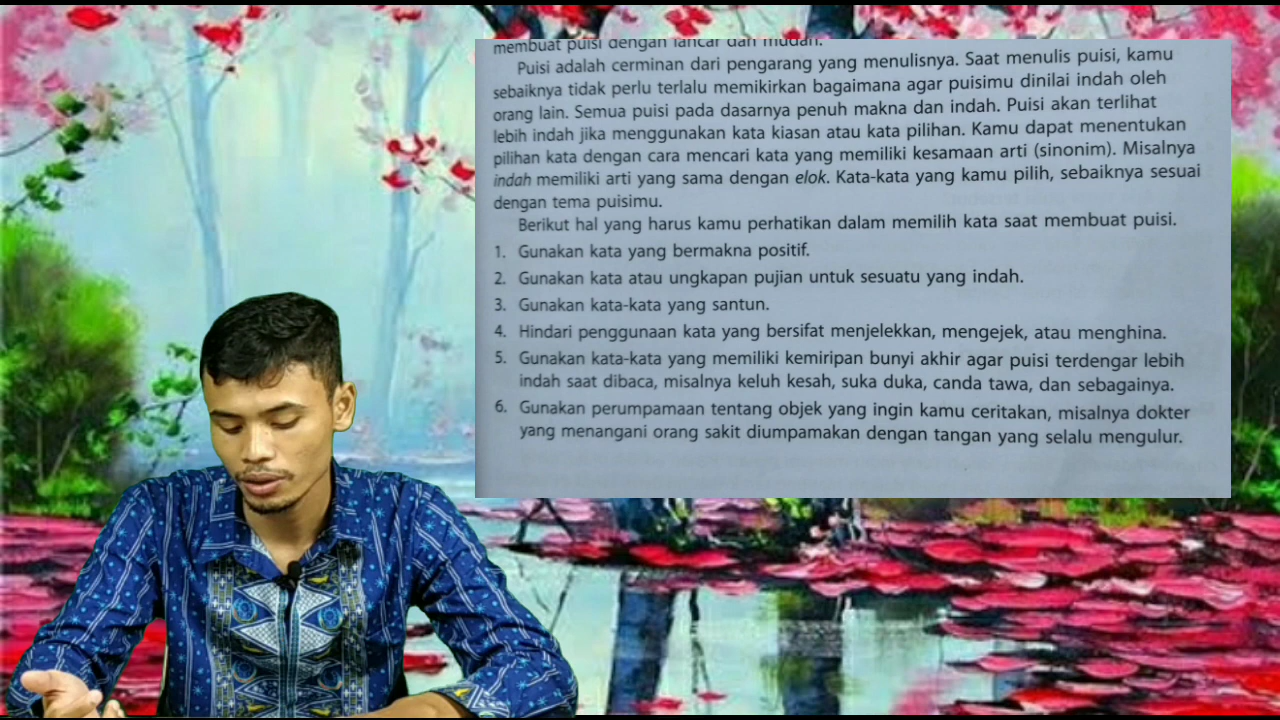 membuat puisi dengan lancar dan mudah.
Puisi adalah cerminan dari pengarang yang menulisnya. Saat menulis puisi, kamu
sebaiknya tidak perlu terlalu memikirkan bagaimana agar puisimu dinilai indah oleh
orang lain. Semua puisi pada dasarnya penuh makna dan indah. Puisi akan terlihat
lebih indah jika menggunakan kata kiasan atau kata pilihan. Kamu dapat menentukan
pilihan kata dengan cara mencari kata yang memiliki kesamaan arti (sinonim). Misalnya
indah memiliki arti yang sama dengan elok. Kata-kata yang kamu pilih, sebaiknya sesuai
dengan tema puisimu.
Berikut hal yang harus kamu perhatikan dalam memilih kata saat membuat puisi.
1. Gunakan kata yang bermakna positif.
2. Gunakan kata atau ungkapan pujian untuk sesuatu yang indah.
3. Gunakan kata-kata yang santun.
4. Hindari penggunaan kata yang bersifat menjelekkan, mengejek, atau menghina.
5. Gunakan kata-kata yang memiliki kemiripan bunyi akhir agar puisi terdengar lebih
indah saat dibaca, misalnya keluh kesah, suka duka, canda tawa, dan sebagainya.
6. Gunakan perumpamaan tentang objek yang ingin kamu ceritakan, misalnya dokter
yang menangani orang sakit diumpamakan dengan tangan yang selalu mengulur.